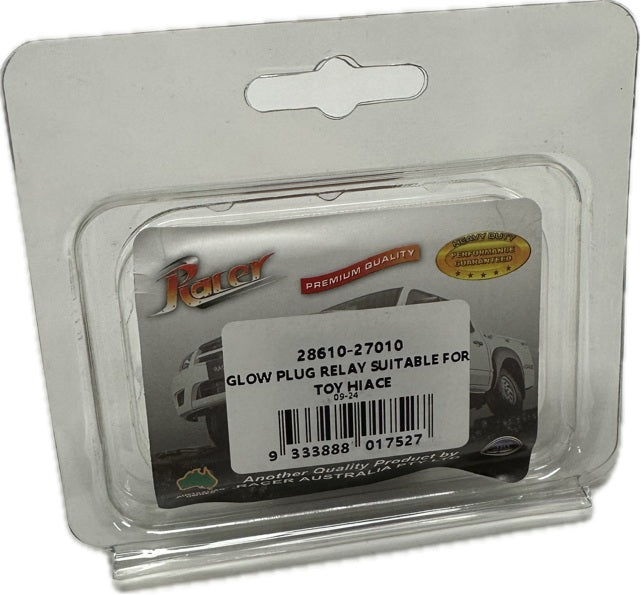 Racer
PREMIUM QUALITY
HEAVY DUTY
PERFORMANCE
GUARANTEED
28610-27010
GLOW PLUG RELAY SUITABLE FOR
TOY HIACE
09-24
9 333888 017527
Another Quality Product by
RACER AUSTRALIA PTY